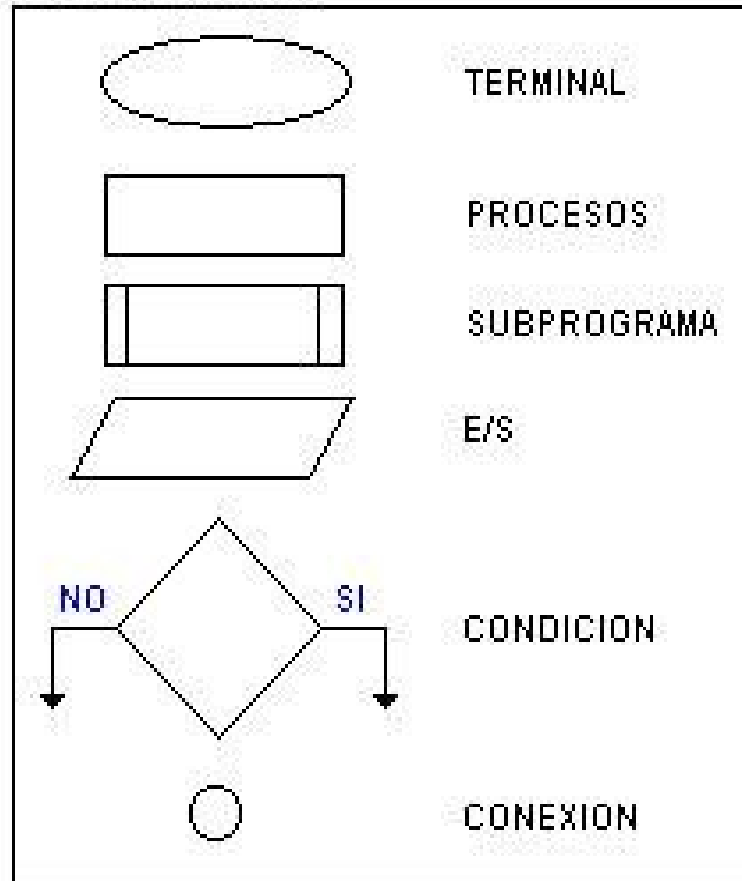 TERMINAL
PROCESOS
SUBPROGRAMA
E/S
NO
SI
CONDICION
CONEXION